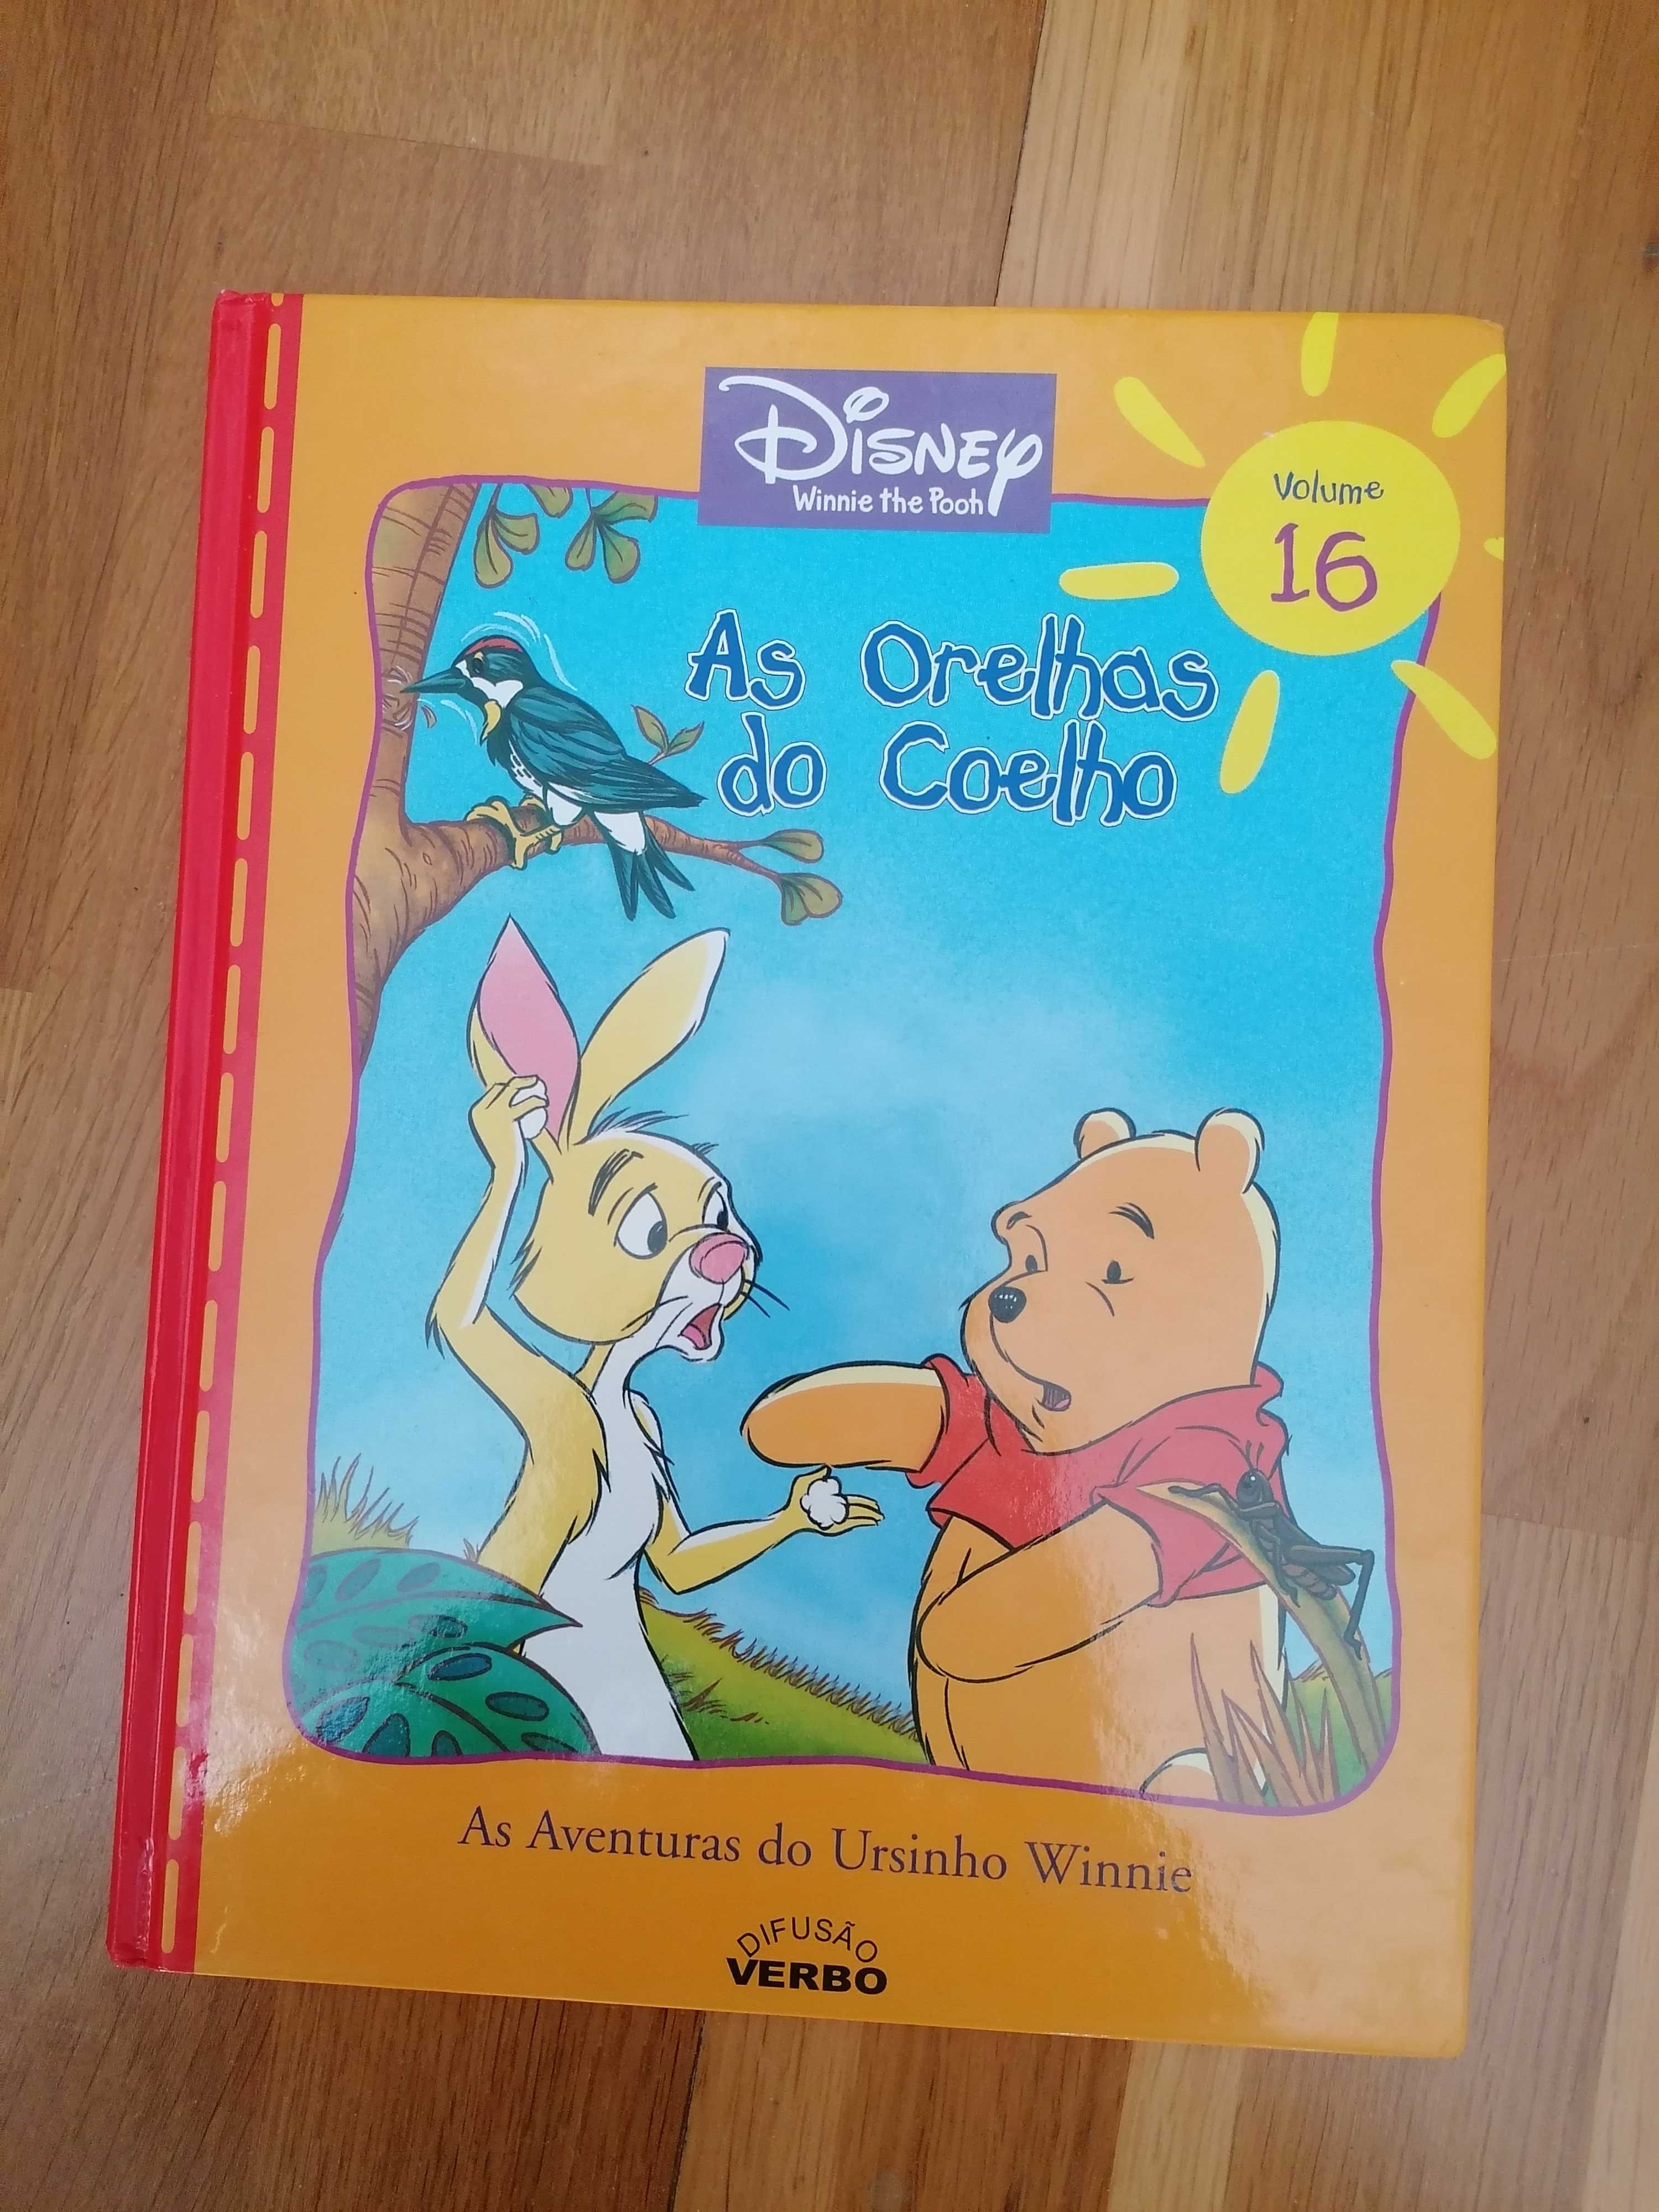 Disney
Winnie the Pooh
Volume
16
As Orelhas
do Coelho
As Aventuras do Ursinho Winnie
DIFUSÃO
VERBO